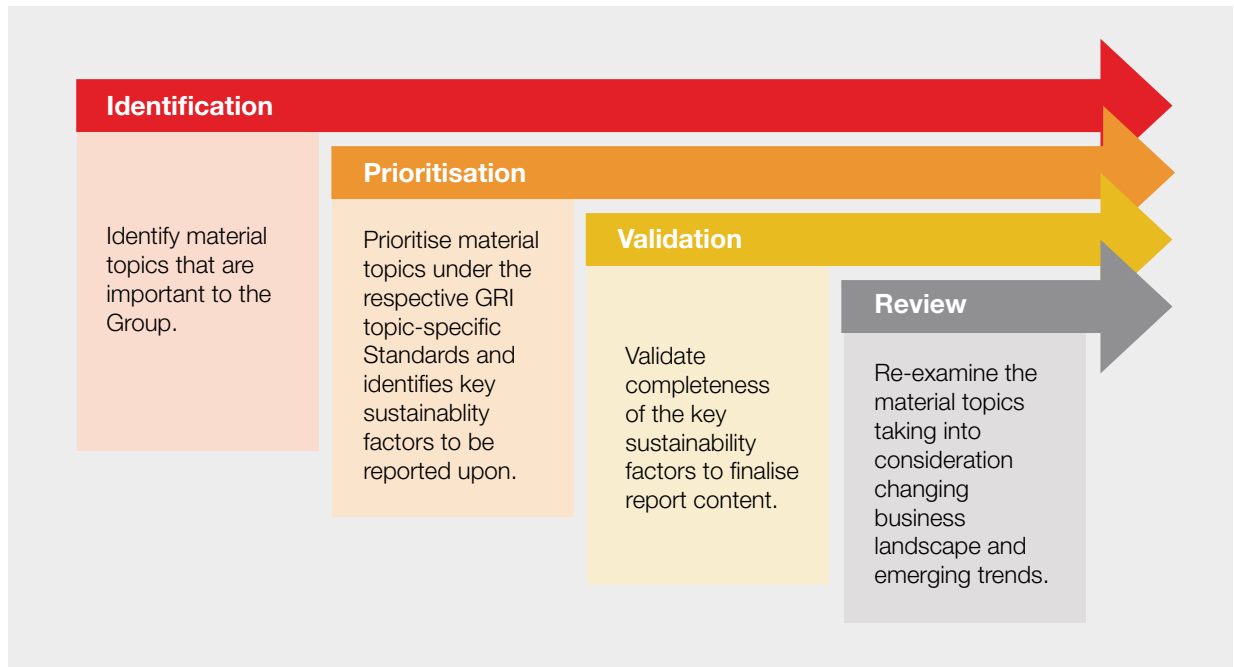 Identification
Identify material
topics that are
important to the
Group.
Prioritisation
Prioritise material
topics under the
respective GRI
topic-specific
Standards and
identifies key
sustainablity
factors to be
reported upon.
Validation
Validate
completeness
of the key
sustainability
factors to finalise
report content.
Review
Re-examine the
material topics
taking into
consideration
changing
business
landscape and
emerging trends.